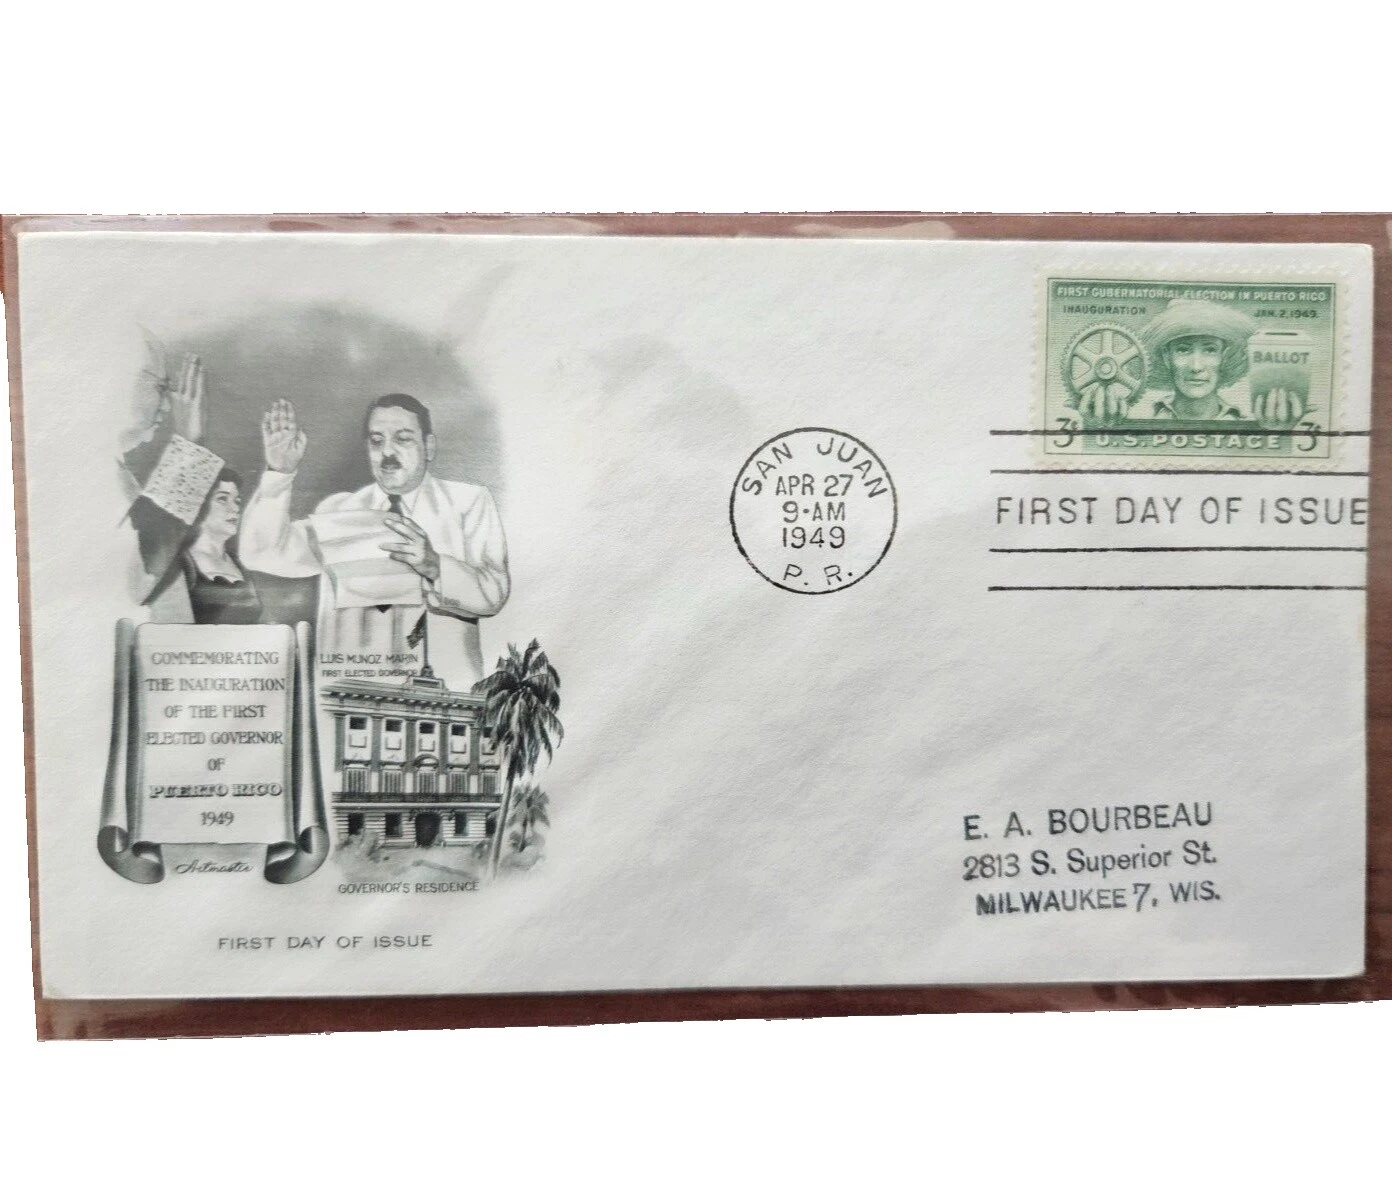 FIRST GUBERNATORIAL ELECTION IN PUERTO RICO
INAUGURATION JAN. 2, 1949.
BALLOT
3¢ U.S. POSTAGE 3¢
SAN JUAN
APR 27
9-AM
1949
P. R.
FIRST DAY OF ISSUE
COMMEMORATING
THE INAUGURATION
OF THE FIRST
ELECTED GOVERNOR
OF
PUERTO RICO
1949
Artmaster
LUIS MUNOZ MARIN
FIRST ELECTED GOVERNOR
GOVERNOR'S RESIDENCE
FIRST DAY OF ISSUE
E. A. BOURBEAU
2813 S. Superior St.
MILWAUKEE 7, WIS.